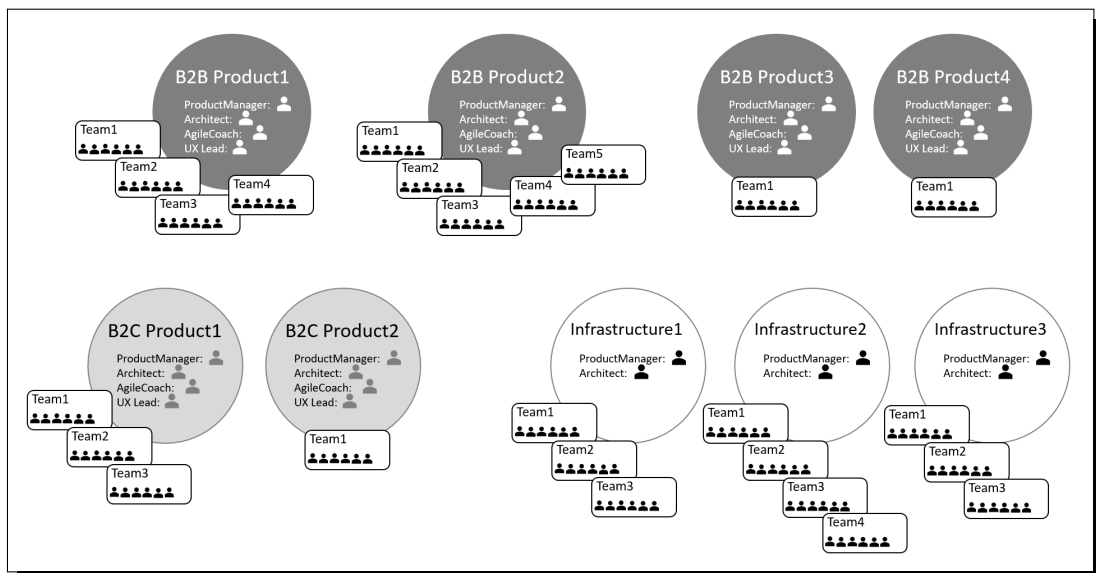 B2B Product1
ProductManager:
Architect:
AgileCoach:
UX Lead:
Team1
Team2
Team3
Team4
B2B Product2
ProductManager:
Architect:
AgileCoach:
UX Lead:
Team1
Team2
Team3
Team4
Team5
B2B Product3
ProductManager:
Architect:
AgileCoach:
UX Lead:
Team1
B2B Product4
ProductManager:
Architect:
AgileCoach:
UX Lead:
Team1
B2C Product1
ProductManager:
Architect:
AgileCoach:
UX Lead:
Team1
Team2
Team3
B2C Product2
ProductManager:
Architect:
AgileCoach:
UX Lead:
Team1
Infrastructure1
ProductManager:
Architect:
Team1
Team2
Team3
Infrastructure2
ProductManager:
Architect:
Team1
Team2
Team3
Team4
Infrastructure3
ProductManager:
Architect:
Team1
Team2
Team3